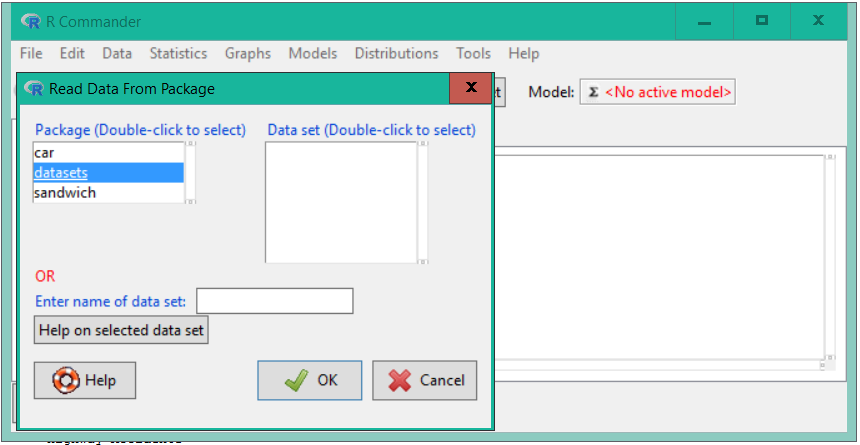 R Commander
File Edit Data Statistics Graphs Models Distributions Tools Help
Read Data From Package
Model: Σ <No active model>
Package (Double-click to select) Data set (Double-click to select)
car
datasets
sandwich
OR
Enter name of data set:
Help on selected data set
Help OK Cancel